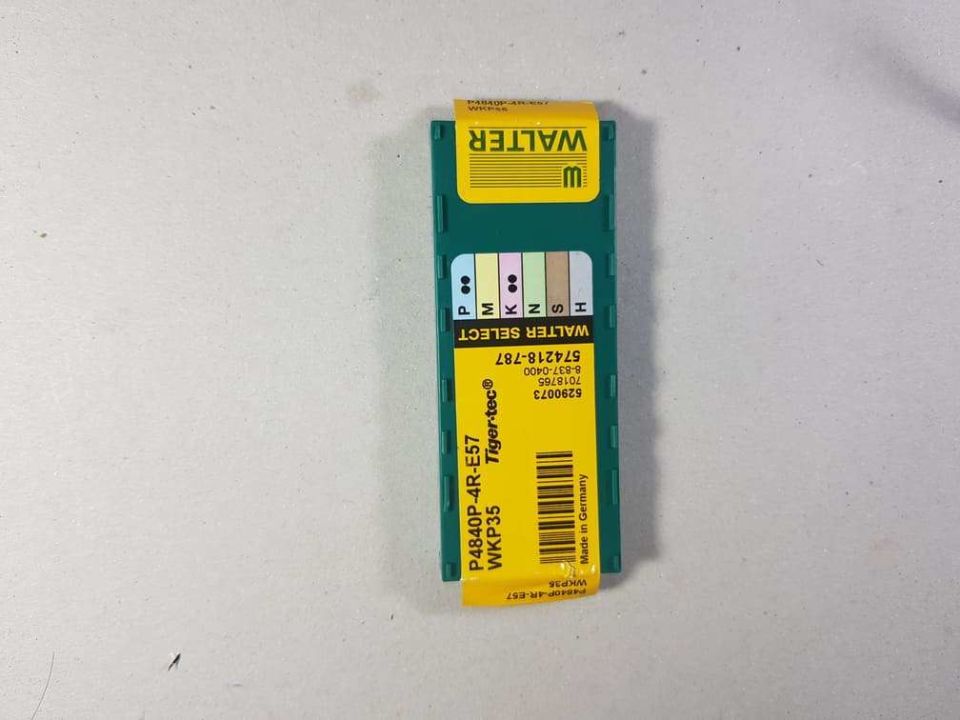 P4840P-4R-E57
WKP35
WALTER
P
M
K
N
S
H
WALTER SELECT
574218-787
8-837-0400
7018765
5290073
P4840P-4R-E57
WKP35 Tiger·tec®
Made in Germany
P4840P-4R-E57
WKP35